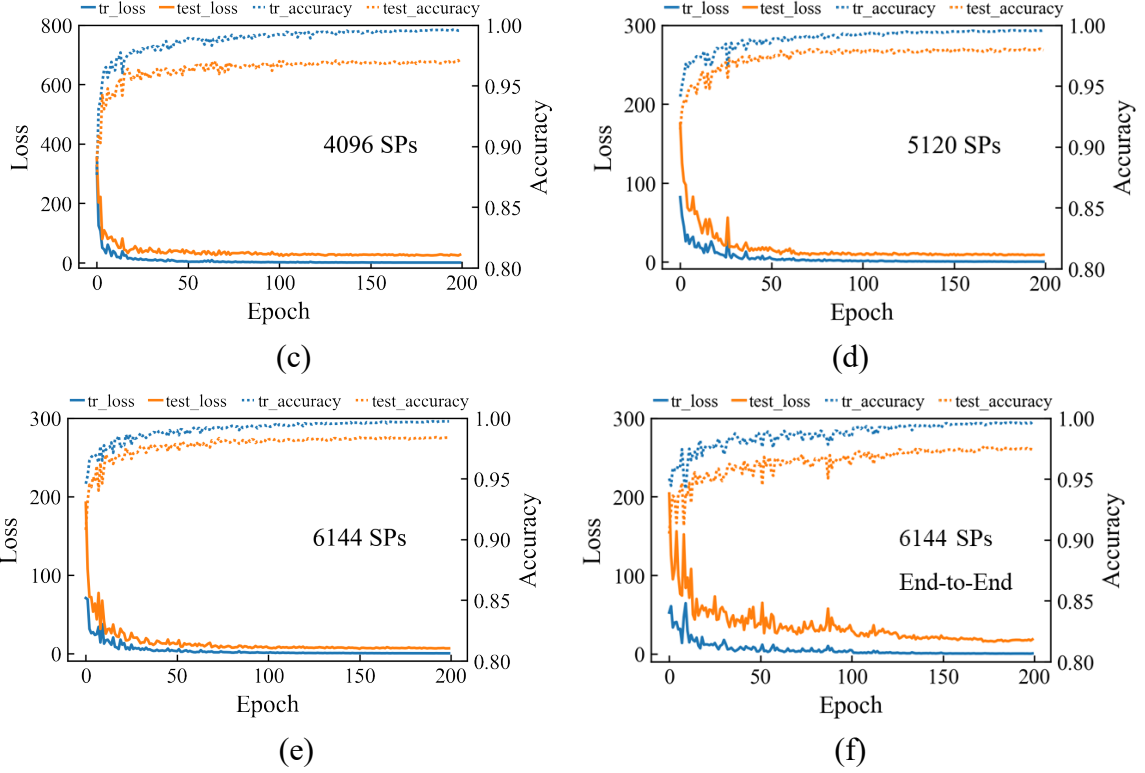 tr_loss test_loss tr_accuracy test_accuracy
800
600
400
200
0
Loss
1.00
0.95
0.90
0.85
0.80
Accuracy
4096 SPs
0 50 100 150 200
Epoch
(c)
tr_loss test_loss tr_accuracy test_accuracy
300
200
100
0
Loss
1.00
0.95
0.90
0.85
0.80
Accuracy
5120 SPs
0 50 100 150 200
Epoch
(d)
tr_loss test_loss tr_accuracy test_accuracy
300
200
100
0
Loss
1.00
0.95
0.90
0.85
0.80
Accuracy
6144 SPs
0 50 100 150 200
Epoch
(e)
tr_loss test_loss tr_accuracy test_accuracy
300
200
100
0
Loss
1.00
0.95
0.90
0.85
0.80
Accuracy
6144 SPs
End-to-End
0 50 100 150 200
Epoch
(f)